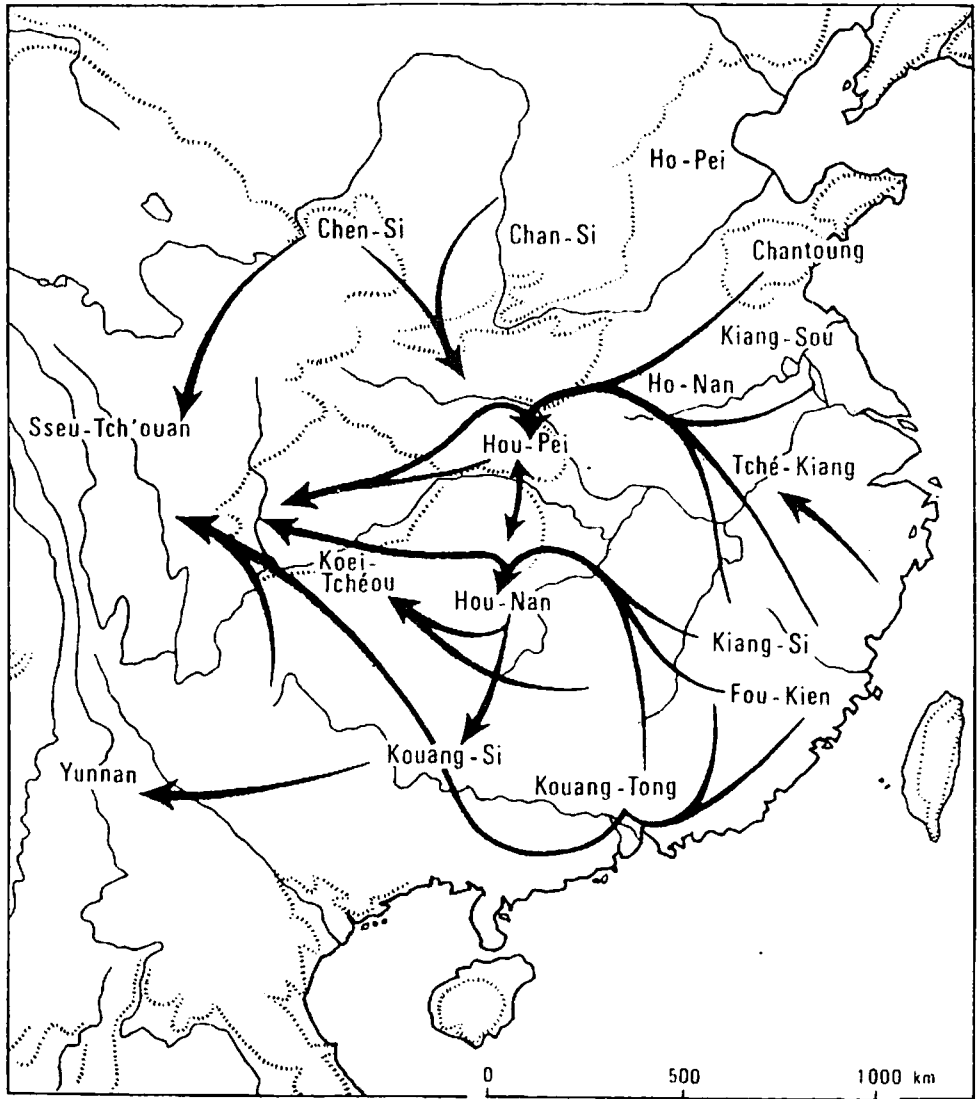 Ho-Pei
Chen-Si
Chan-Si
Chantoung
Kiang-Sou
Ho-Nan
Sseu-Tch'ouan
Hou-Pei
Tché-Kiang
Koei-
Tchéou
Hou-Nan
Kiang-Si
Fou-Kien
Kouang-Si
Yunnan
Kouang-Tong
0 500 1000 km